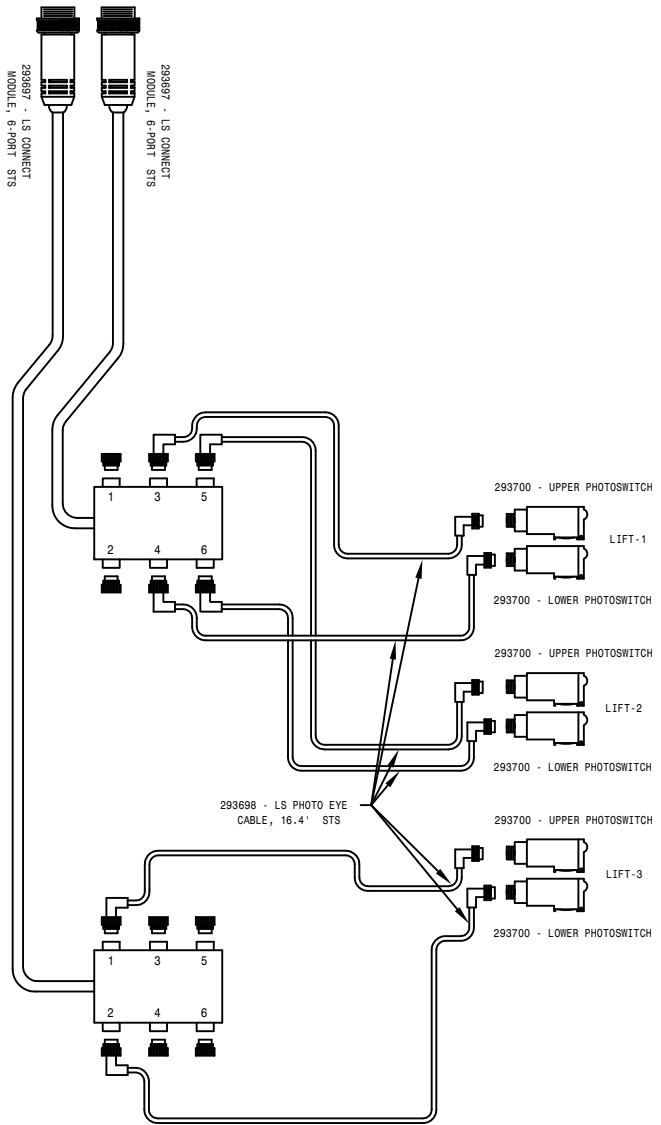 293697 - LS CONNECT
MODULE, 6-PORT STS
293697 - LS CONNECT
MODULE, 6-PORT STS
1 3 5
2 4 6
293700 - UPPER PHOTOSWITCH
LIFT-1
293700 - LOWER PHOTOSWITCH
293700 - UPPER PHOTOSWITCH
LIFT-2
293700 - LOWER PHOTOSWITCH
293698 - LS PHOTO EYE
CABLE, 16.4' STS
293700 - UPPER PHOTOSWITCH
LIFT-3
293700 - LOWER PHOTOSWITCH
1 3 5
2 4 6